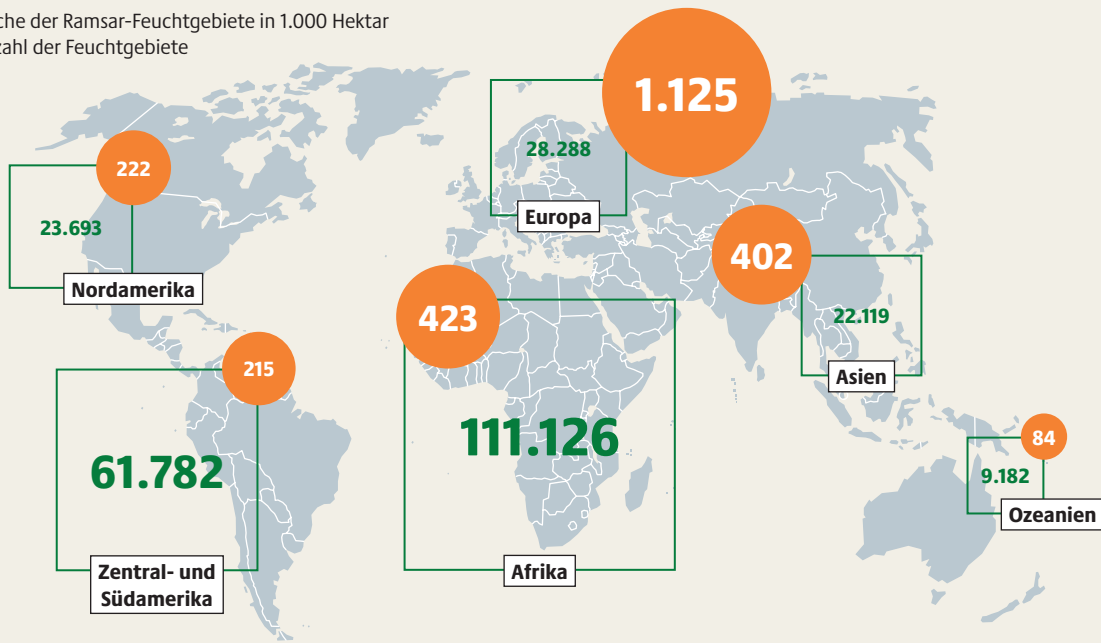 che der Ramsar-Feuchtgebiete in 1.000 Hektar
zahl der Feuchtgebiete
1.125
28.288
Europa
222
23.693
Nordamerika
402
22.119
Asien
423
111.126
Afrika
215
61.782
Zentral- und
Südamerika
84
9.182
Ozeanien